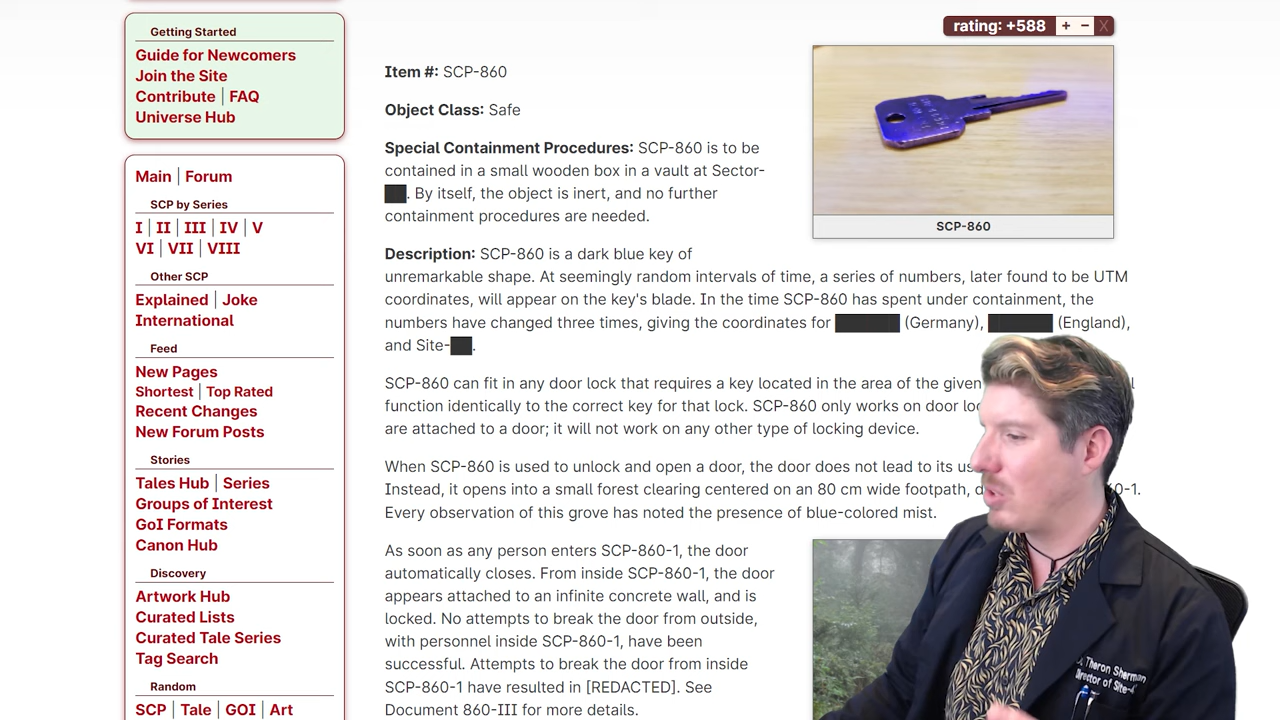 Getting Started
Guide for Newcomers
Join the Site
Contribute | FAQ
Universe Hub
Main | Forum
SCP by Series
I | II | III | IV | V
VI | VII | VIII
Other SCP
Explained | Joke
International
Feed
New Pages
Shortest | Top Rated
Recent Changes
New Forum Posts
Stories
Tales Hub | Series
Groups of Interest
GoI Formats
Canon Hub
Discovery
Artwork Hub
Curated Lists
Curated Tale Series
Tag Search
Random
SCP | Tale | GOI | Art
rating: +588 + − X
Item #: SCP-860
Object Class: Safe
Special Containment Procedures: SCP-860 is to be
contained in a small wooden box in a vault at Sector-
██. By itself, the object is inert, and no further
containment procedures are needed.
SCP-860
Description: SCP-860 is a dark blue key of
unremarkable shape. At seemingly random intervals of time, a series of numbers, later found to be UTM
coordinates, will appear on the key's blade. In the time SCP-860 has spent under containment, the
numbers have changed three times, giving the coordinates for ██████ (Germany), ██████ (England),
and Site-██.
SCP-860 can fit in any door lock that requires a key located in the area of the given
function identically to the correct key for that lock. SCP-860 only works on door
are attached to a door; it will not work on any other type of locking device.
When SCP-860 is used to unlock and open a door, the door does not lead to its
Instead, it opens into a small forest clearing centered on an 80 cm wide footpath, 0-1.
Every observation of this grove has noted the presence of blue-colored mist.
As soon as any person enters SCP-860-1, the door
automatically closes. From inside SCP-860-1, the door
appears attached to an infinite concrete wall, and is
locked. No attempts to break the door from outside,
with personnel inside SCP-860-1, have been
successful. Attempts to break the door from inside
SCP-860-1 have resulted in [REDACTED]. See
Document 860-III for more details.
Theron Sherman
Director of Site-